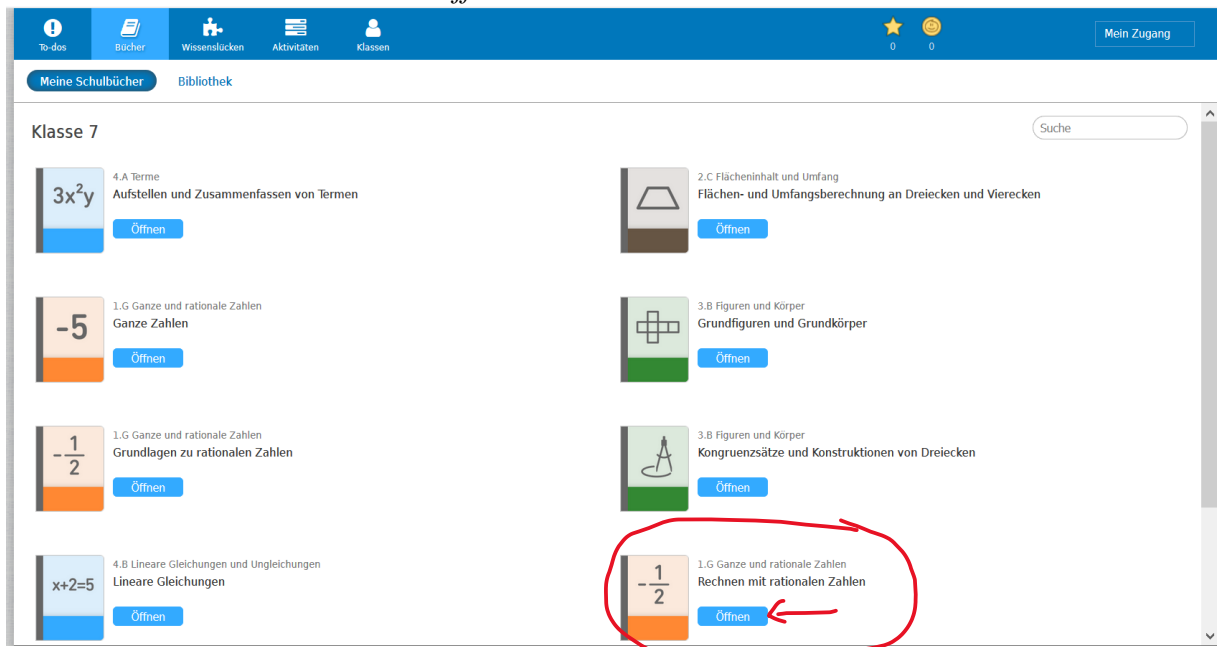 To-dos
Bücher
Wissenslücken
Aktivitäten
Klassen
0
0
Mein Zugang
Meine Schulbücher
Bibliothek
Klasse 7
Suche
3x²y
4.A Terme
Aufstellen und Zusammenfassen von Termen
Öffnen
2.C Flächeninhalt und Umfang
Flächen- und Umfangsberechnung an Dreiecken und Vierecken
Öffnen
-5
1.G Ganze und rationale Zahlen
Ganze Zahlen
Öffnen
3.B Figuren und Körper
Grundfiguren und Grundkörper
Öffnen
-1/2
1.G Ganze und rationale Zahlen
Grundlagen zu rationalen Zahlen
Öffnen
3.B Figuren und Körper
Kongruenzsätze und Konstruktionen von Dreiecken
Öffnen
x+2=5
4.B Lineare Gleichungen und Ungleichungen
Lineare Gleichungen
Öffnen
-1/2
1.G Ganze und rationale Zahlen
Rechnen mit rationalen Zahlen
Öffnen